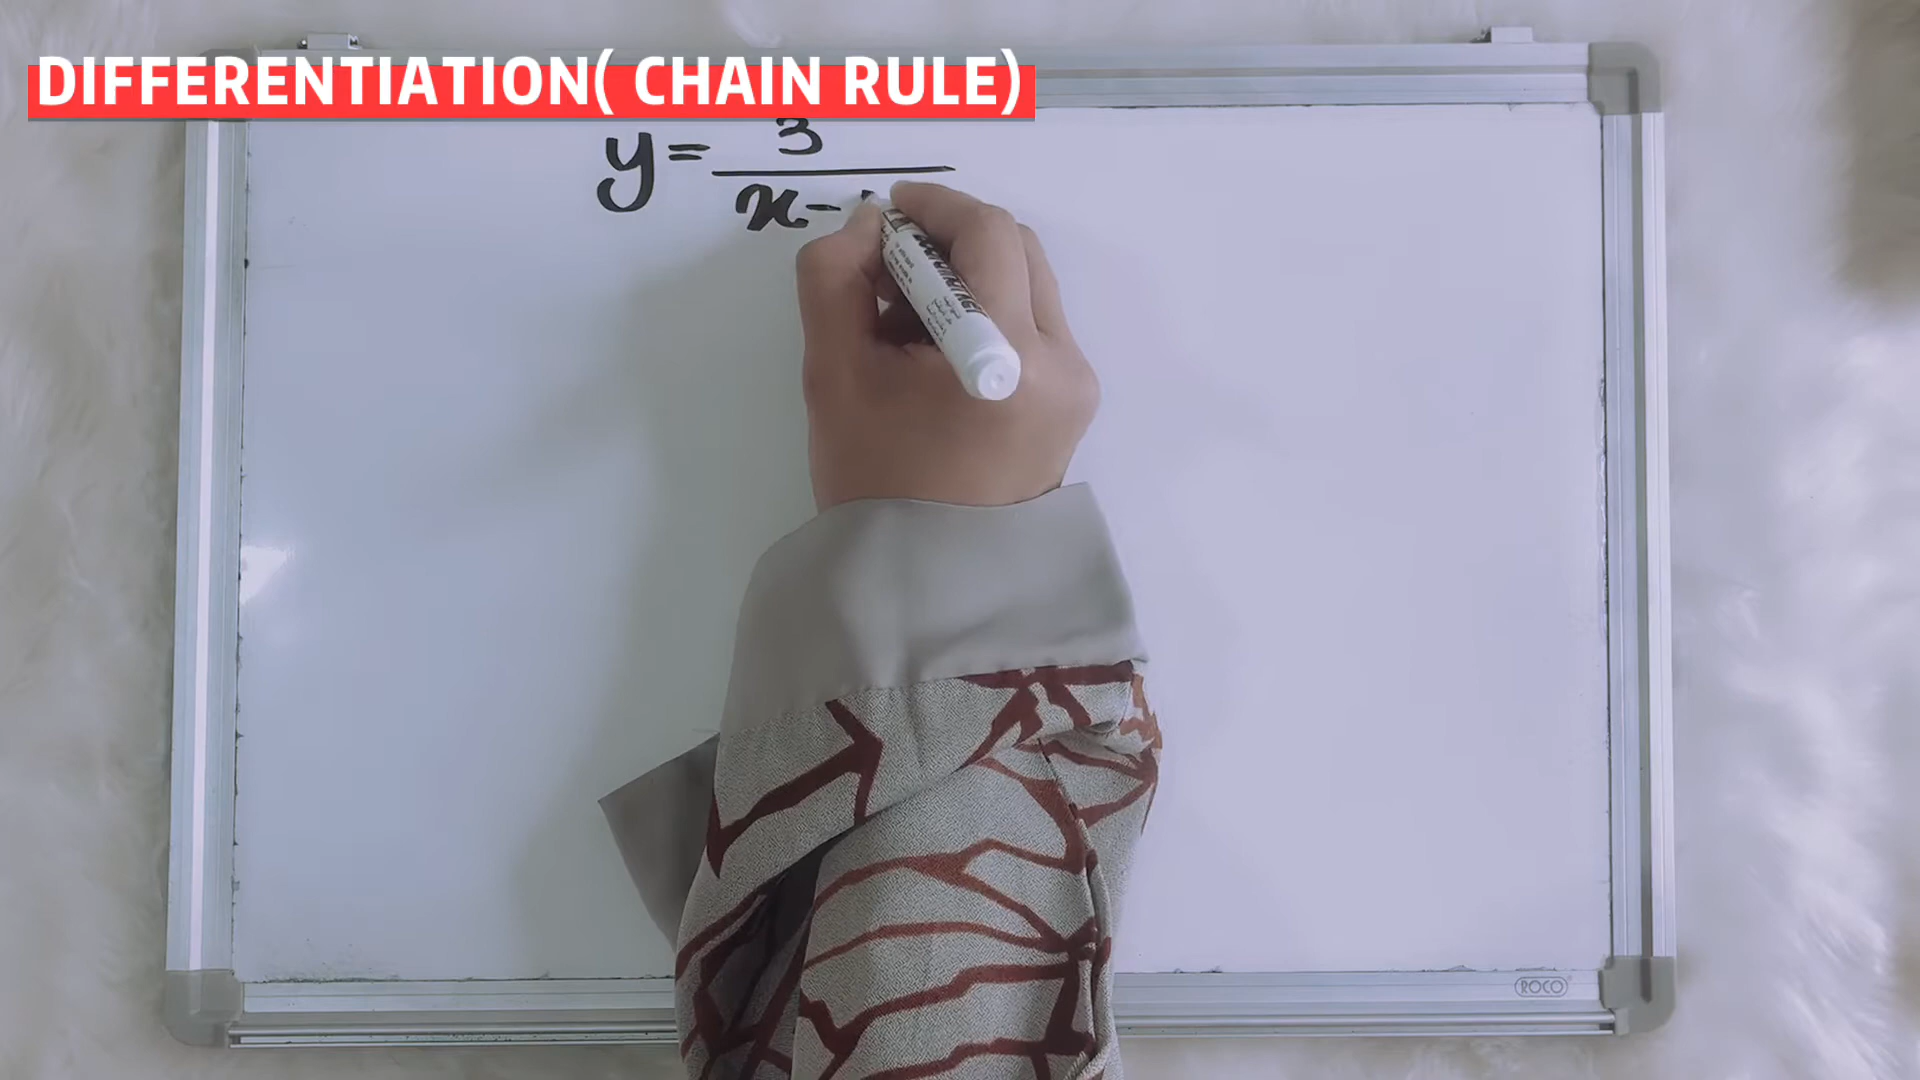 DIFFERENTIATION( CHAIN RULE)
y = 3
x -
ROCO